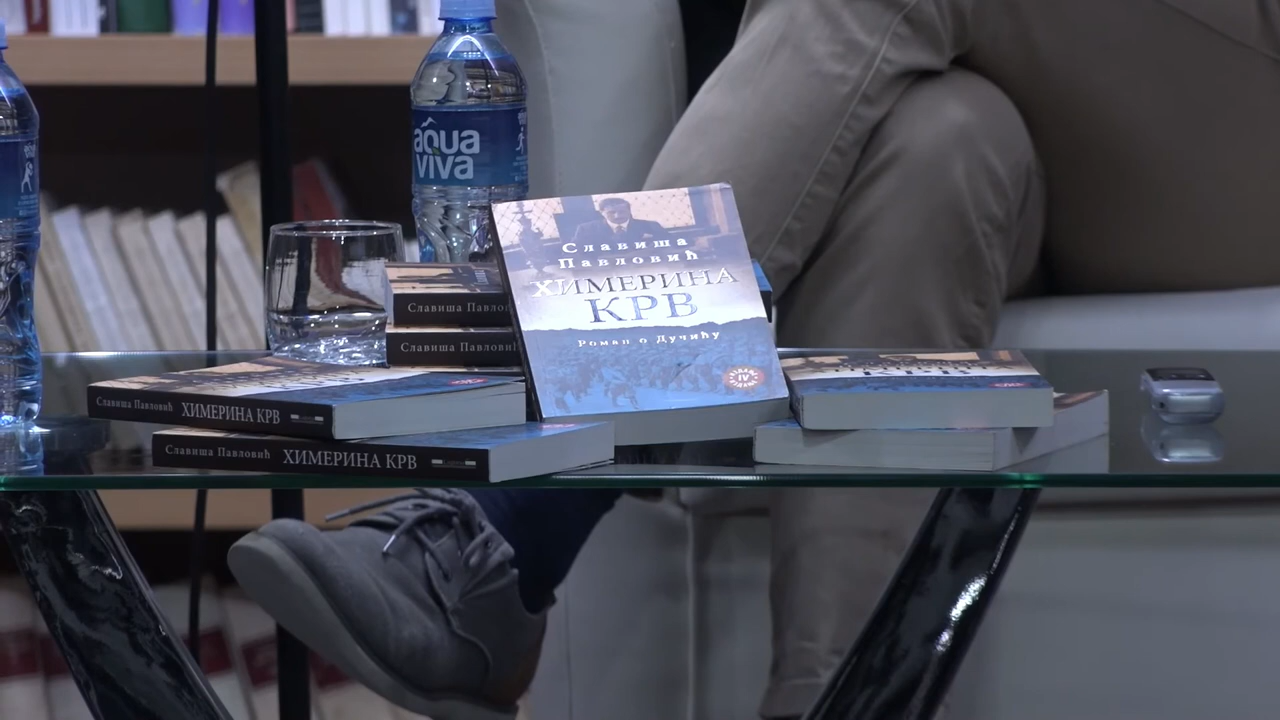 aqua
viva
Славиша
Павловић
ХИМЕРИНА
КРВ
Роман о Дучићу
IV
Славиша Павловић
Славиша Павловић
Славиша Павловић ХИМЕРИНА КРВ
Славиша Павловић ХИМЕРИНА КРВ